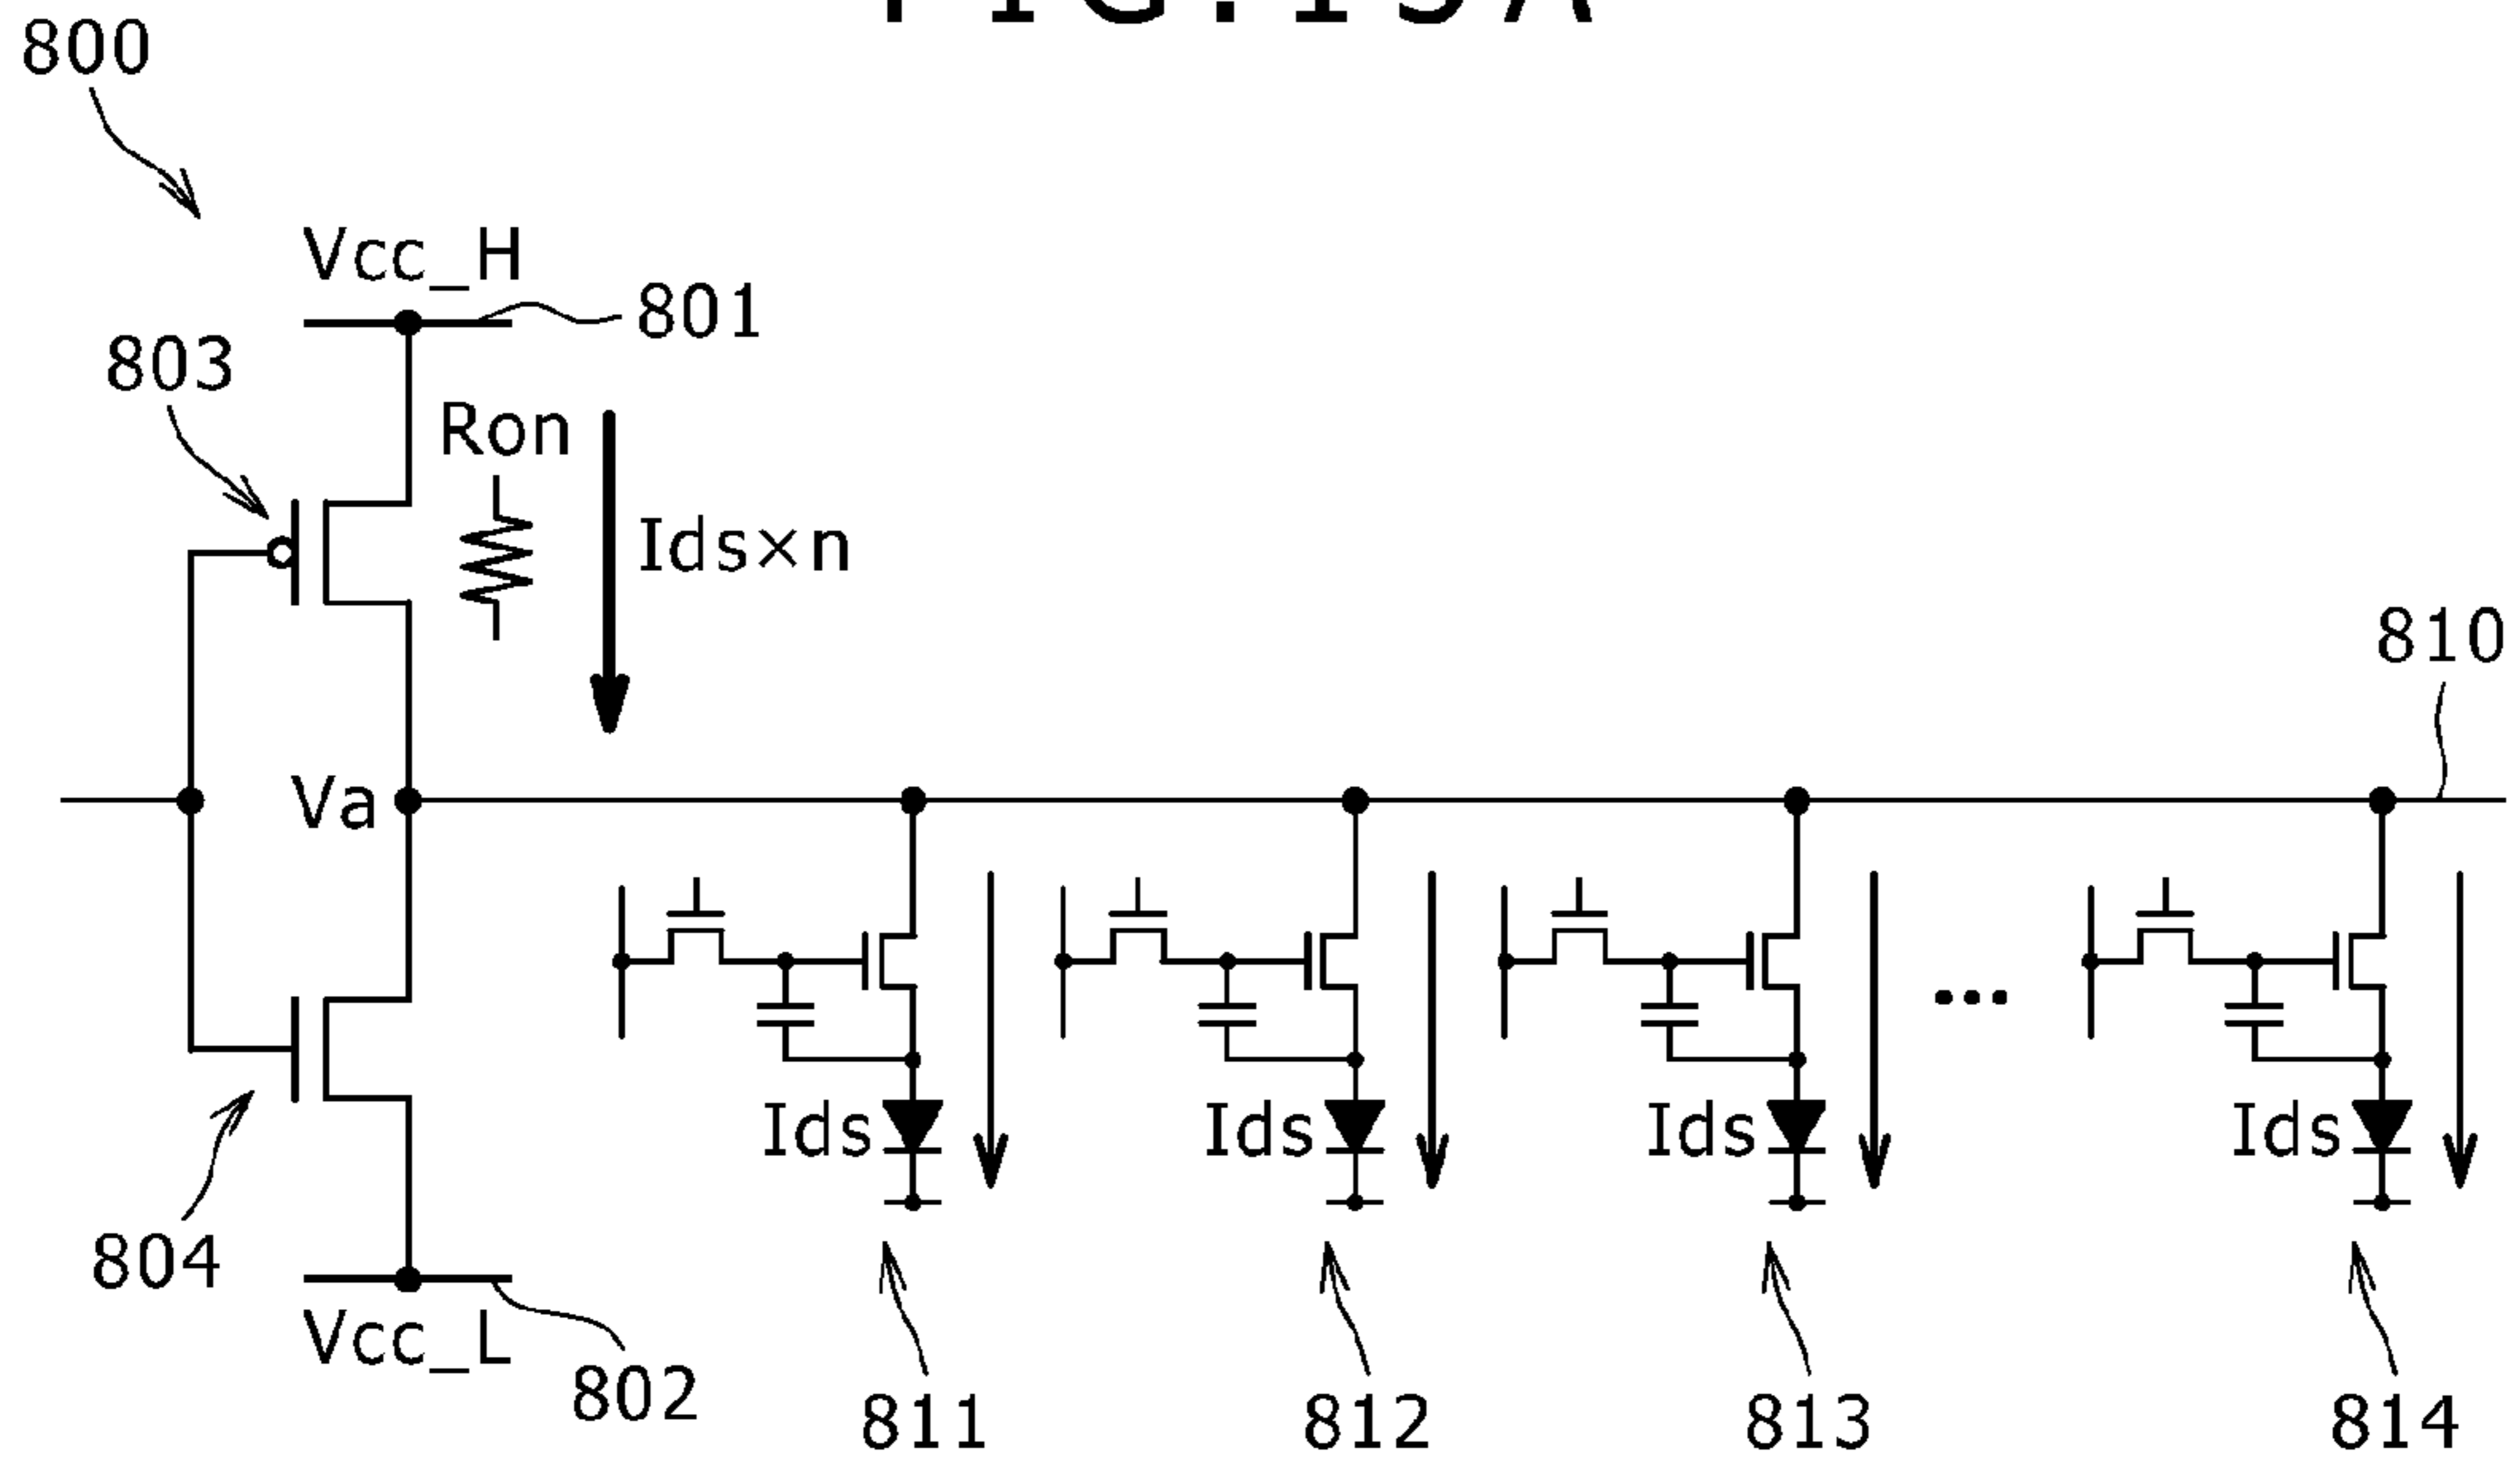 800
Vcc_H
801
803
Ron
Ids×n
810
Va
Ids
Ids
Ids
...
Ids
804
Vcc_L
802
811
812
813
814